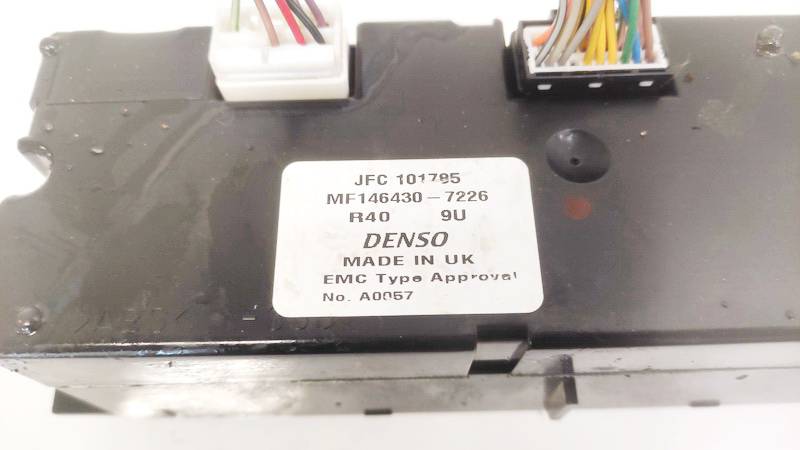 JFC 101795
MF146430-7226
R40 9U
DENSO
MADE IN UK
EMC Type Approval
No. A0057